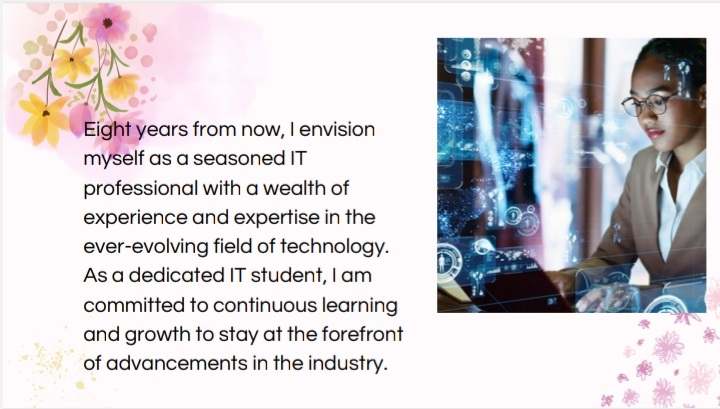 Eight years from now, I envision
myself as a seasoned IT
professional with a wealth of
experience and expertise in the
ever-evolving field of technology.
As a dedicated IT student, I am
committed to continuous learning
and growth to stay at the forefront
of advancements in the industry.